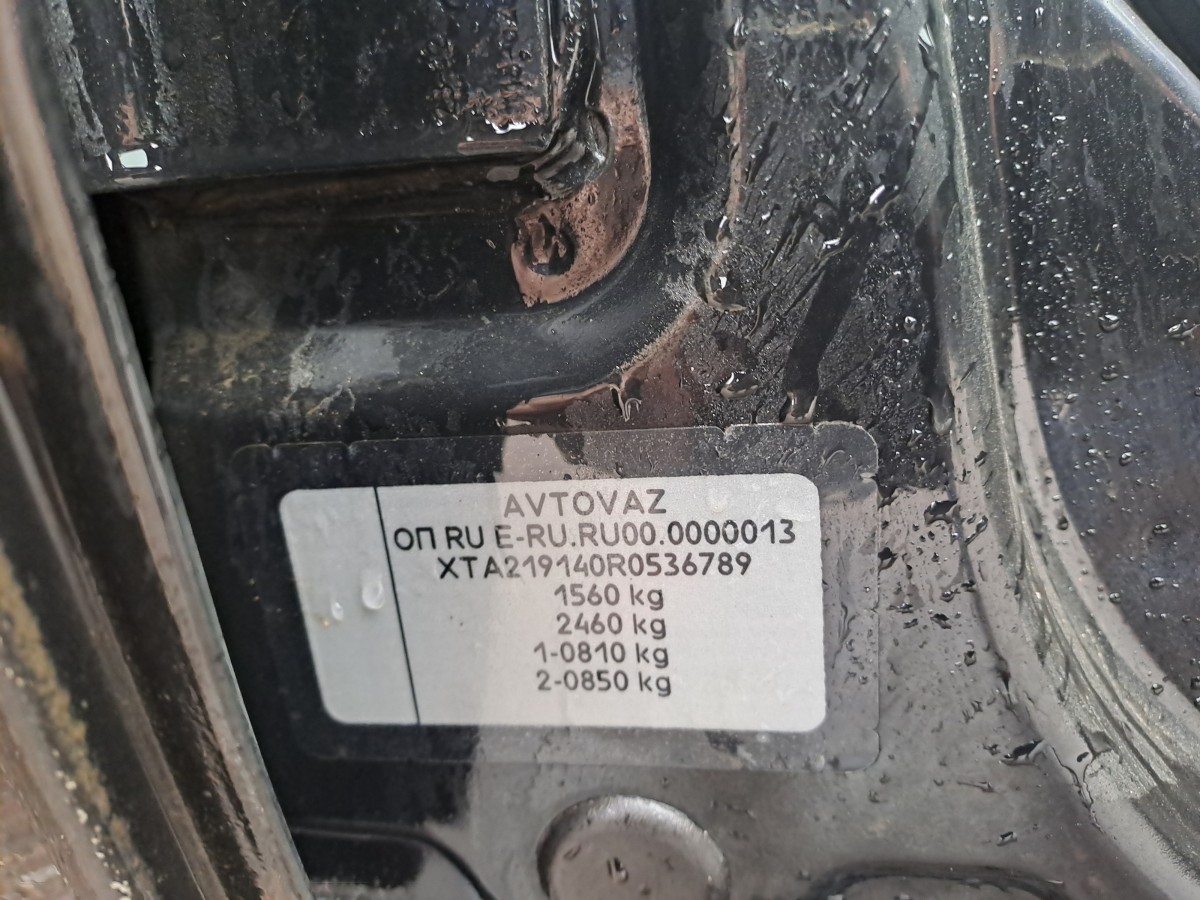 AVTOVAZ
ОП RU E-RU.RU00.0000013
XTA219140R0536789
1560 kg
2460 kg
1-0810 kg
2-0850 kg